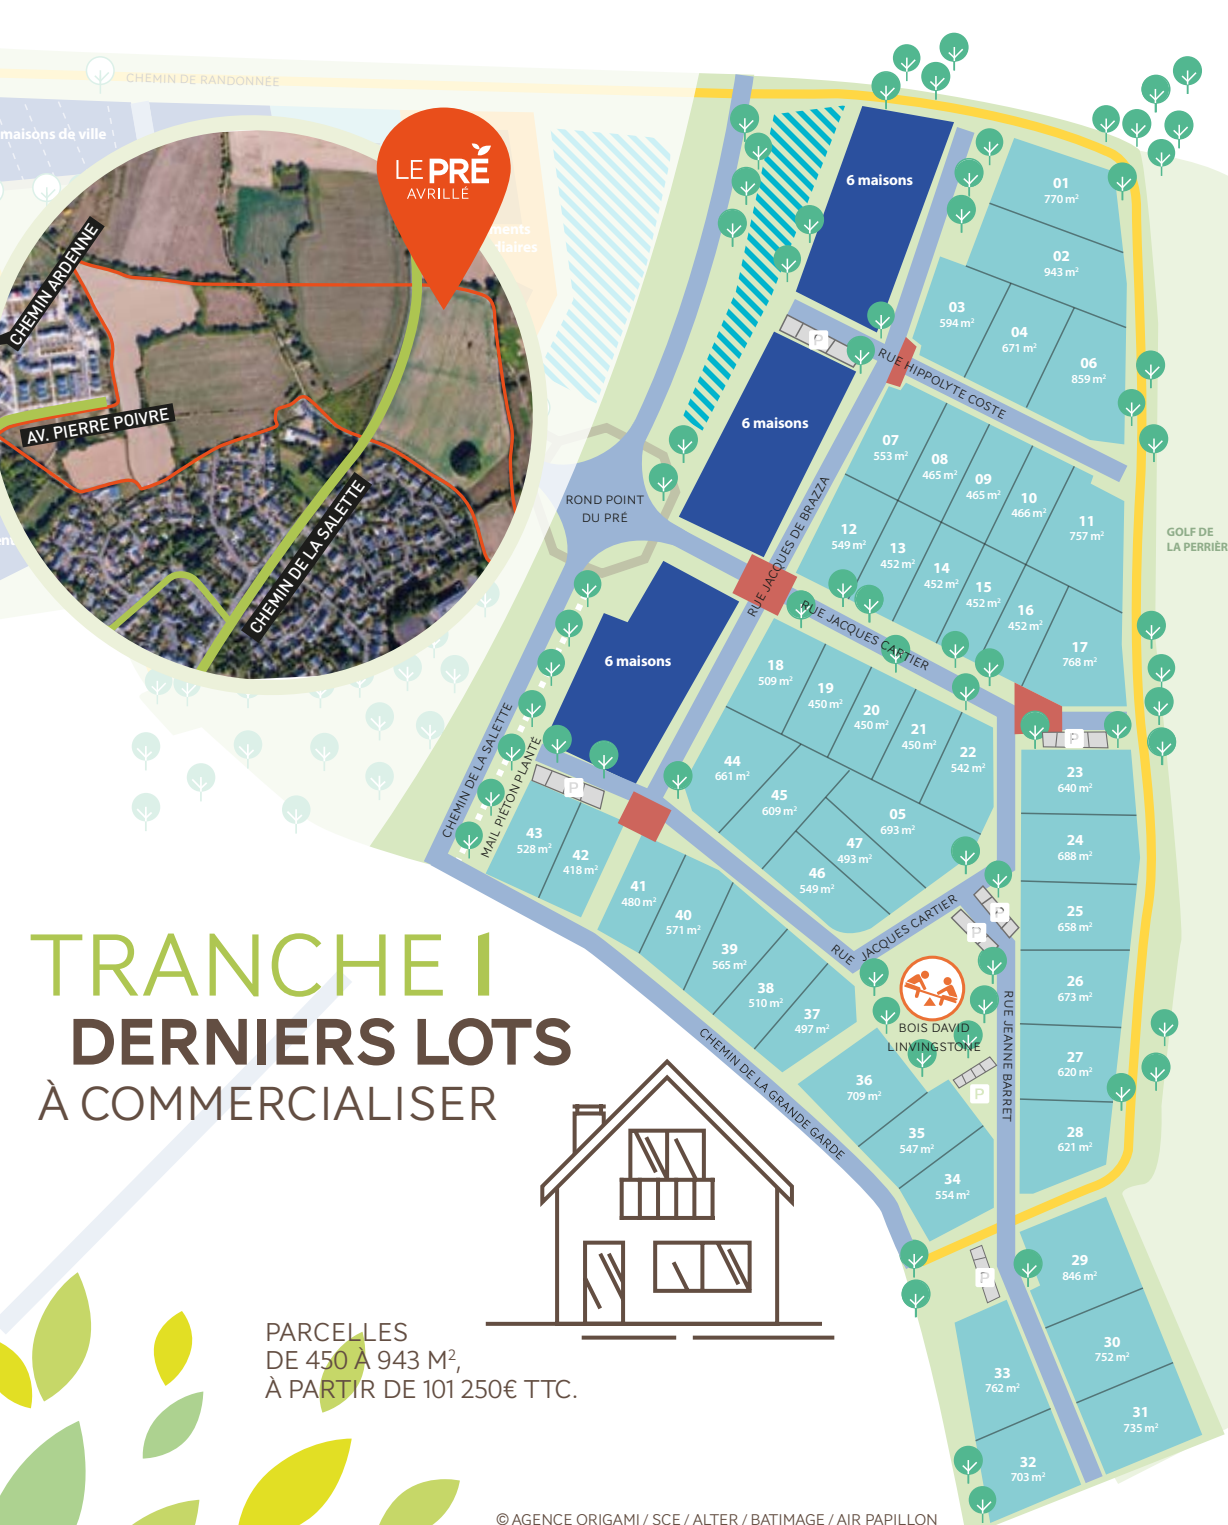 CHEMIN DE RANDONNÉE
maisons de ville
LE PRÉ
AVRILLÉ
CHEMIN ARDENNE
AV. PIERRE POIVRE
CHEMIN DE LA SALETTE
6 maisons
01
770 m²
02
943 m²
03
594 m²
04
671 m²
06
859 m²
P
RUE HIPPOLYTE COSTE
6 maisons
07
553 m²
08
465 m²
09
465 m²
10
466 m²
11
757 m²
12
549 m²
13
452 m²
14
452 m²
15
452 m²
16
452 m²
17
768 m²
GOLF DE
ROND POINT
DU PRÉ
RUE JACQUES DE BRAZZA
RUE JACQUES CARTIER
6 maisons
18
509 m²
19
450 m²
20
450 m²
21
450 m²
22
542 m²
P
23
640 m²
24
688 m²
25
658 m²
26
673 m²
27
620 m²
28
621 m²
44
661 m²
45
609 m²
05
693 m²
47
493 m²
46
549 m²
CHEMIN DE LA SALETTE
MAIL PIÉTON PLANTÉ
P
43
528 m²
42
418 m²
41
480 m²
40
571 m²
39
565 m²
38
510 m²
37
497 m²
RUE JACQUES CARTIER
P
P
BOIS DAVID
LINVINGSTONE
RUE JEANNE BARRET
P
CHEMIN DE LA GRANDE GARDE
36
709 m²
35
547 m²
34
554 m²
P
29
846 m²
30
752 m²
31
735 m²
33
762 m²
32
703 m²
TRANCHE 1
DERNIERS LOTS
À COMMERCIALISER
PARCELLES
DE 450 À 943 M²,
À PARTIR DE 101 250€ TTC.
© AGENCE ORIGAMI / SCE / ALTER / BATIMAGE / AIR PAPILLON